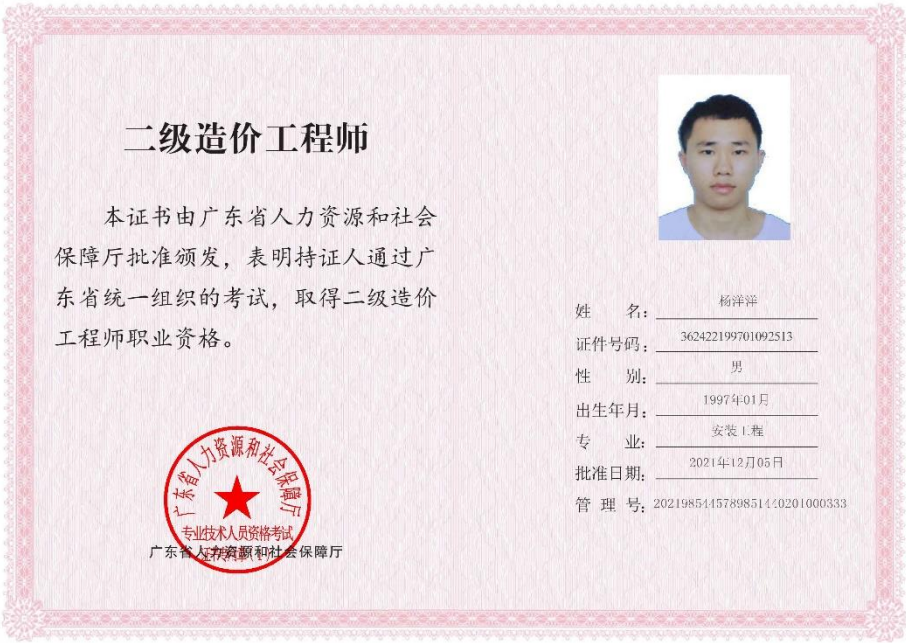 二级造价工程师
本证书由广东省人力资源和社会
保障厅批准颁发，表明持证人通过广
东省统一组织的考试，取得二级造价
工程师职业资格。
广东省人力资源和社会保障厅
专业技术人员资格考试
广东省人力资源和社会保障厅
姓 名： 杨洋洋
证件号码： 362422199701092513
性 别： 男
出生年月： 1997年01月
专 业： 安装工程
批准日期： 2021年12月05日
管 理 号： 2021985445789851440201000333